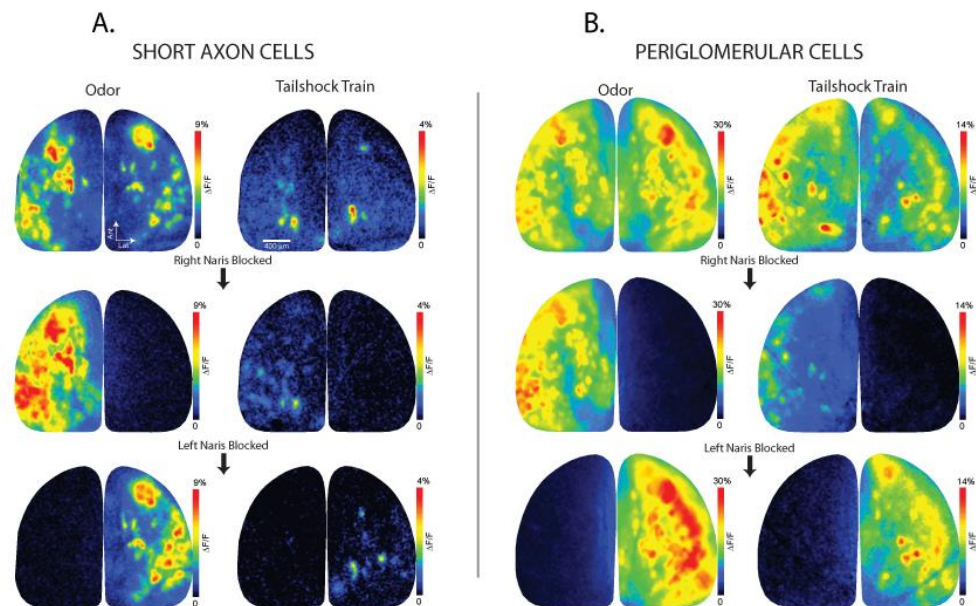 A.
SHORT AXON CELLS
Odor
Tailshock Train
9%
ΔF/F
0
4%
ΔF/F
0
Ant
Lat
400 µm
Right Naris Blocked
9%
ΔF/F
0
4%
ΔF/F
0
Left Naris Blocked
9%
ΔF/F
0
4%
ΔF/F
0
B.
PERIGLOMERULAR CELLS
Odor
Tailshock Train
30%
ΔF/F
0
14%
ΔF/F
0
Right Naris Blocked
30%
ΔF/F
0
14%
ΔF/F
0
Left Naris Blocked
30%
ΔF/F
0
14%
ΔF/F
0